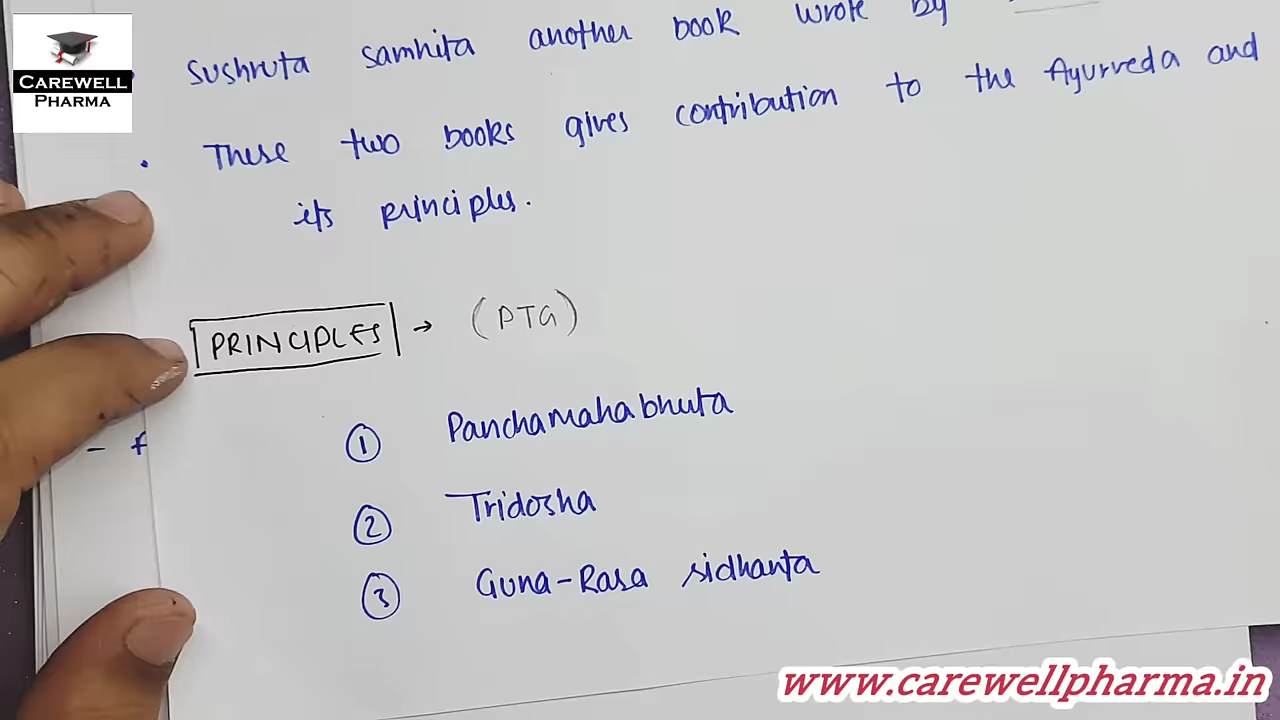 CAREWELL
PHARMA
sushruta samhita another book wrote by
• These two books gives contribution to the Ayurveda and
its principles.
PRINCIPLES → (PTG)
① Panchamahabhuta
② Tridosha
③ Guna-Rasa sidhanta
www.carewellpharma.in